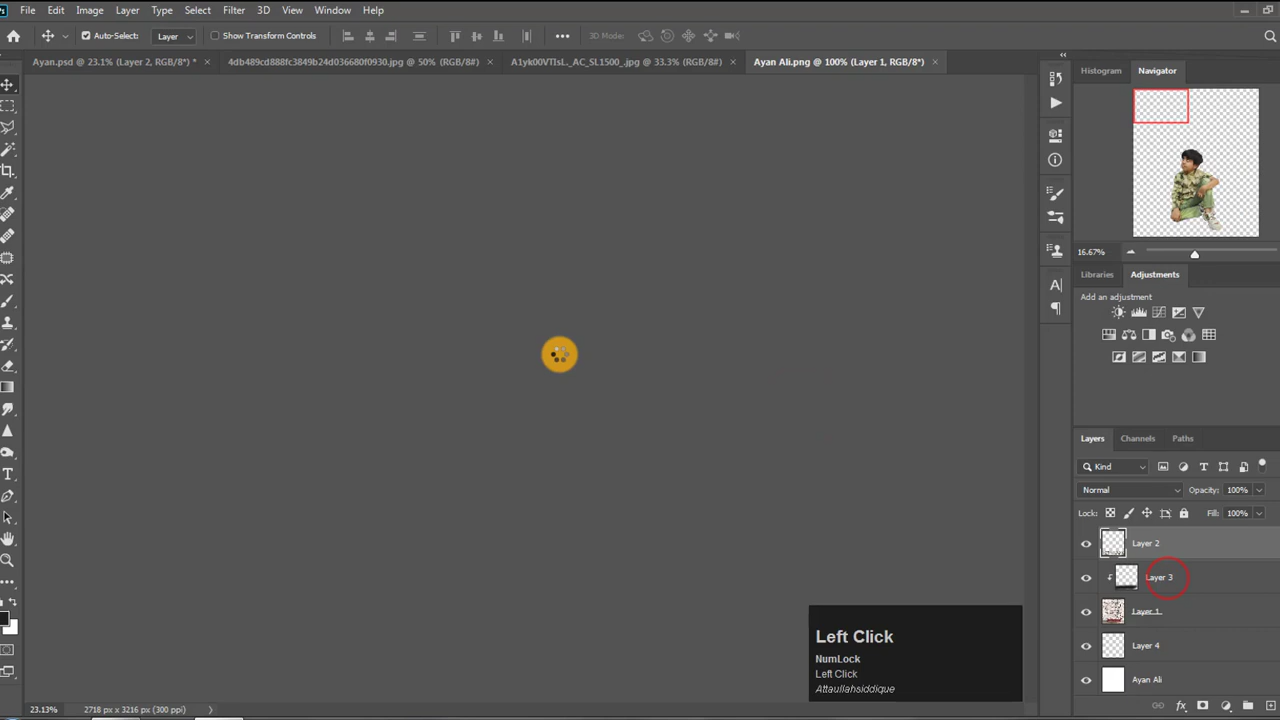 Ps File Edit Image Layer Type Select Filter 3D View Window Help
Auto-Select: Layer Show Transform Controls 3D Mode:
Ayan.psd @ 23.1% (Layer 2, RGB/8*) * × 4db489cd888fc3849b24d036680f0930.jpg @ 50% (RGB/8#) × A1yk00VTIsL._AC_SL1500_.jpg @ 33.3% (RGB/8#) × Ayan Ali.png @ 100% (Layer 1, RGB/8*) ×
Histogram Navigator
16.67%
Libraries Adjustments
Add an adjustment
Layers Channels Paths
Kind
Normal Opacity: 100%
Lock: Fill: 100%
Layer 2
Layer 3
Layer 1
Layer 4
Ayan Ali
Left Click
NumLock
Left Click
Attaullahsiddique
23.13% 2718 px x 3216 px (300 ppi)